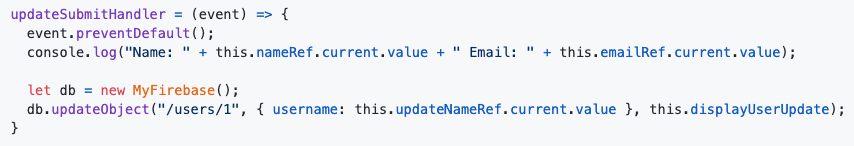 updateSubmitHandler = (event) => {
  event.preventDefault();
  console.log("Name: " + this.nameRef.current.value + " Email: " + this.emailRef.current.value);

  let db = new MyFirebase();
  db.updateObject("/users/1", { username: this.updateNameRef.current.value }, this.displayUserUpdate);
}